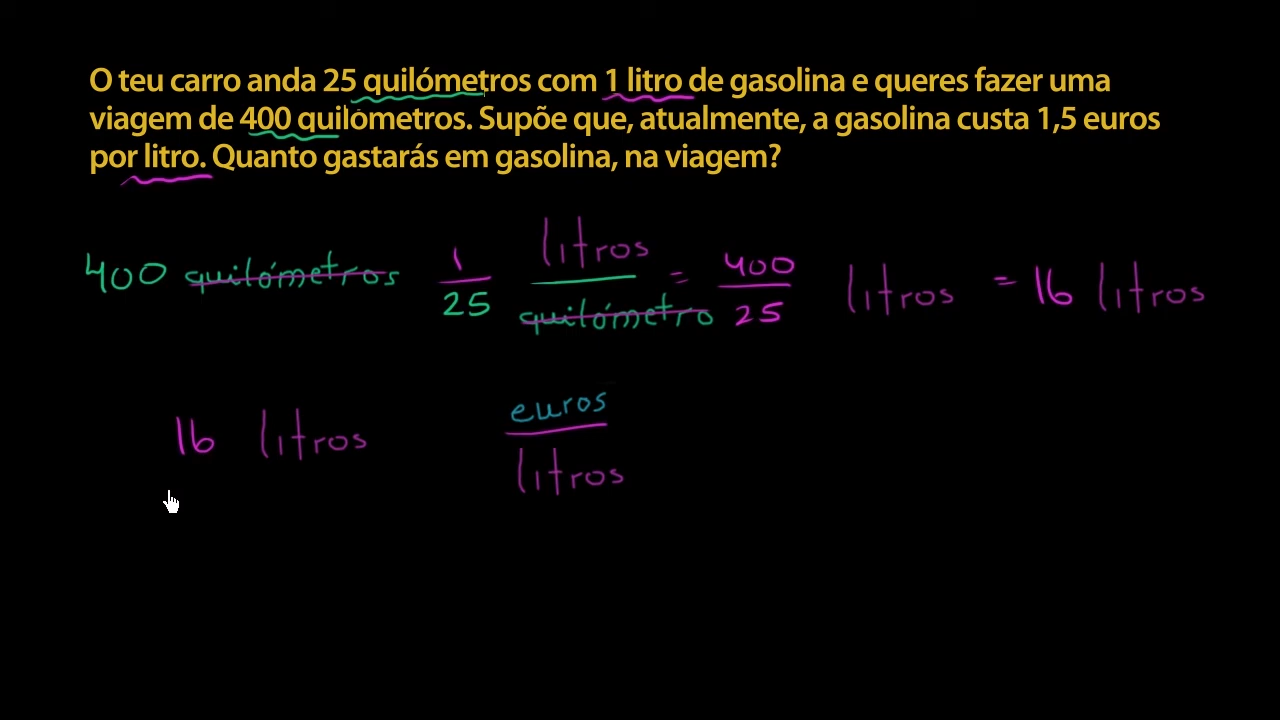 O teu carro anda 25 quilómetros com 1 litro de gasolina e queres fazer uma
viagem de 400 quilómetros. Supõe que, atualmente, a gasolina custa 1,5 euros
por litro. Quanto gastarás em gasolina, na viagem?
400 quilómetros 1/25 litros/quilómetro = 400/25 litros = 16 litros
16 litros euros/litros